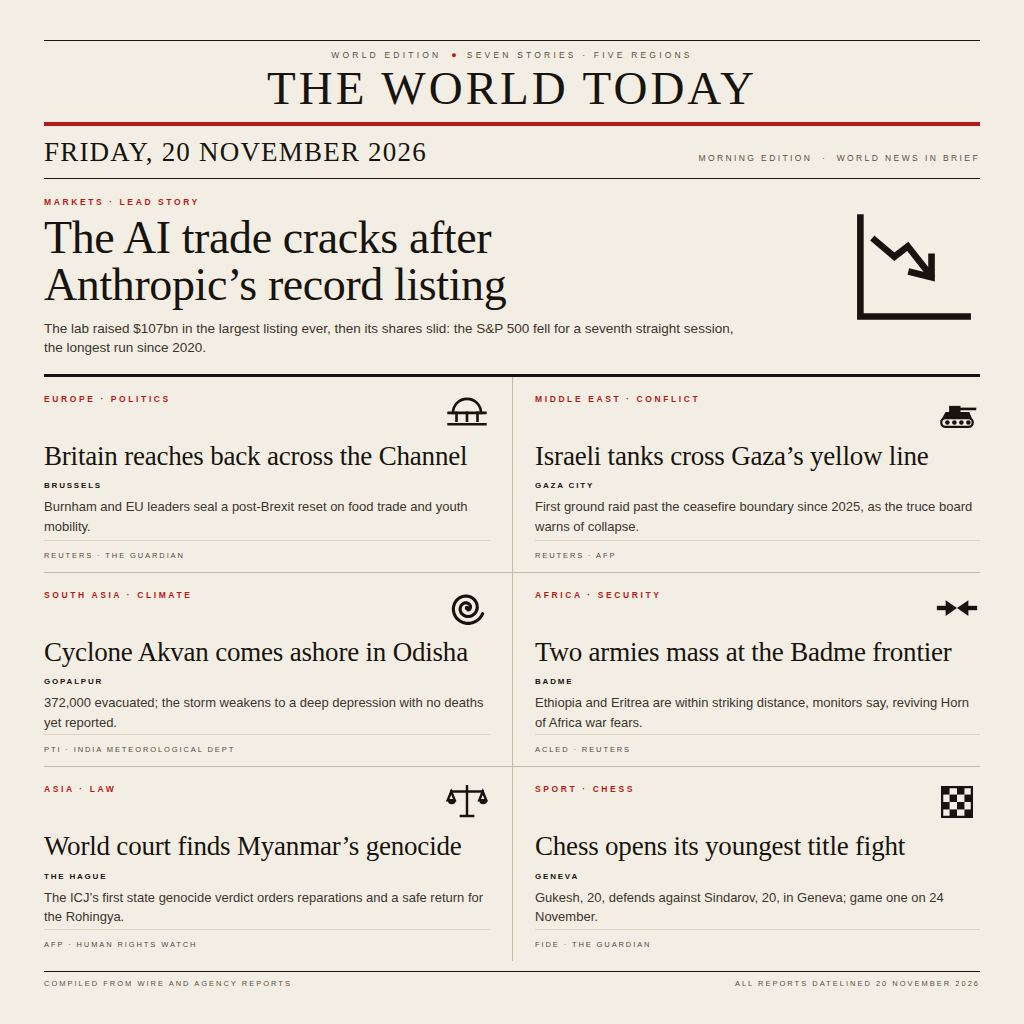 WORLD EDITION ● SEVEN STORIES · FIVE REGIONS
THE WORLD TODAY
FRIDAY, 20 NOVEMBER 2026
MORNING EDITION · WORLD NEWS IN BRIEF
MARKETS · LEAD STORY
The AI trade cracks after
Anthropic’s record listing
The lab raised $107bn in the largest listing ever, then its shares slid: the S&P 500 fell for a seventh straight session,
the longest run since 2020.
EUROPE · POLITICS
Britain reaches back across the Channel
BRUSSELS
Burnham and EU leaders seal a post-Brexit reset on food trade and youth
mobility.
REUTERS · THE GUARDIAN
MIDDLE EAST · CONFLICT
Israeli tanks cross Gaza’s yellow line
GAZA CITY
First ground raid past the ceasefire boundary since 2025, as the truce board
warns of collapse.
REUTERS · AFP
SOUTH ASIA · CLIMATE
Cyclone Akvan comes ashore in Odisha
GOPALPUR
372,000 evacuated; the storm weakens to a deep depression with no deaths
yet reported.
PTI · INDIA METEOROLOGICAL DEPT
AFRICA · SECURITY
Two armies mass at the Badme frontier
BADME
Ethiopia and Eritrea are within striking distance, monitors say, reviving Horn
of Africa war fears.
ACLED · REUTERS
ASIA · LAW
World court finds Myanmar’s genocide
THE HAGUE
The ICJ’s first state genocide verdict orders reparations and a safe return for
the Rohingya.
AFP · HUMAN RIGHTS WATCH
SPORT · CHESS
Chess opens its youngest title fight
GENEVA
Gukesh, 20, defends against Sindarov, 20, in Geneva; game one on 24
November.
FIDE · THE GUARDIAN
COMPILED FROM WIRE AND AGENCY REPORTS
ALL REPORTS DATELINED 20 NOVEMBER 2026